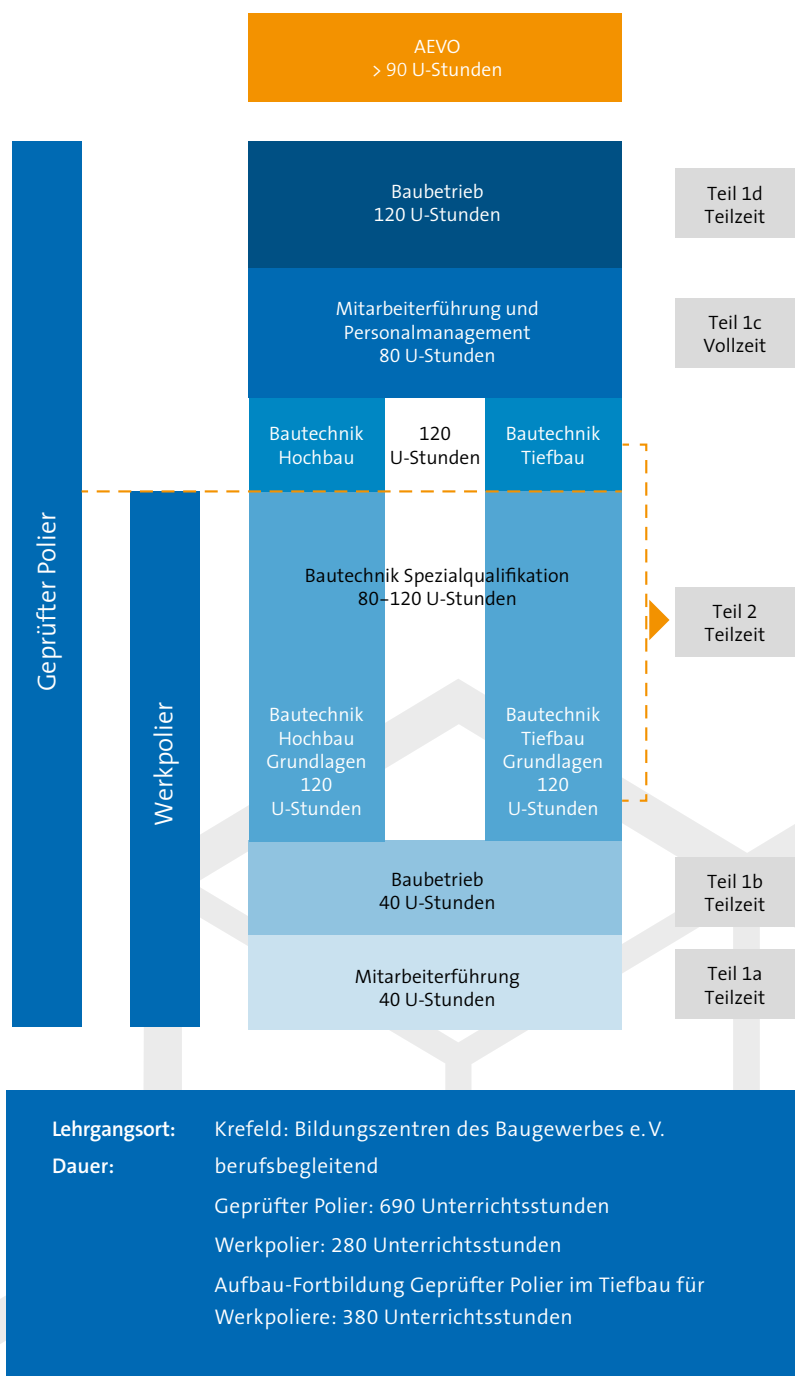 AEVO
> 90 U-Stunden
Baubetrieb
120 U-Stunden
Teil 1d
Teilzeit
Mitarbeiterführung und
Personalmanagement
80 U-Stunden
Teil 1c
Vollzeit
Bautechnik
Hochbau
120
U-Stunden
Bautechnik
Tiefbau
Geprüfter Polier
Werkpolier
Bautechnik Spezialqualifikation
80–120 U-Stunden
Teil 2
Teilzeit
Bautechnik
Hochbau
Grundlagen
120
U-Stunden
Bautechnik
Tiefbau
Grundlagen
120
U-Stunden
Baubetrieb
40 U-Stunden
Teil 1b
Teilzeit
Mitarbeiterführung
40 U-Stunden
Teil 1a
Teilzeit
Lehrgangsort: Krefeld: Bildungszentren des Baugewerbes e. V.
Dauer: berufsbegleitend
Geprüfter Polier: 690 Unterrichtsstunden
Werkpolier: 280 Unterrichtsstunden
Aufbau-Fortbildung Geprüfter Polier im Tiefbau für
Werkpoliere: 380 Unterrichtsstunden